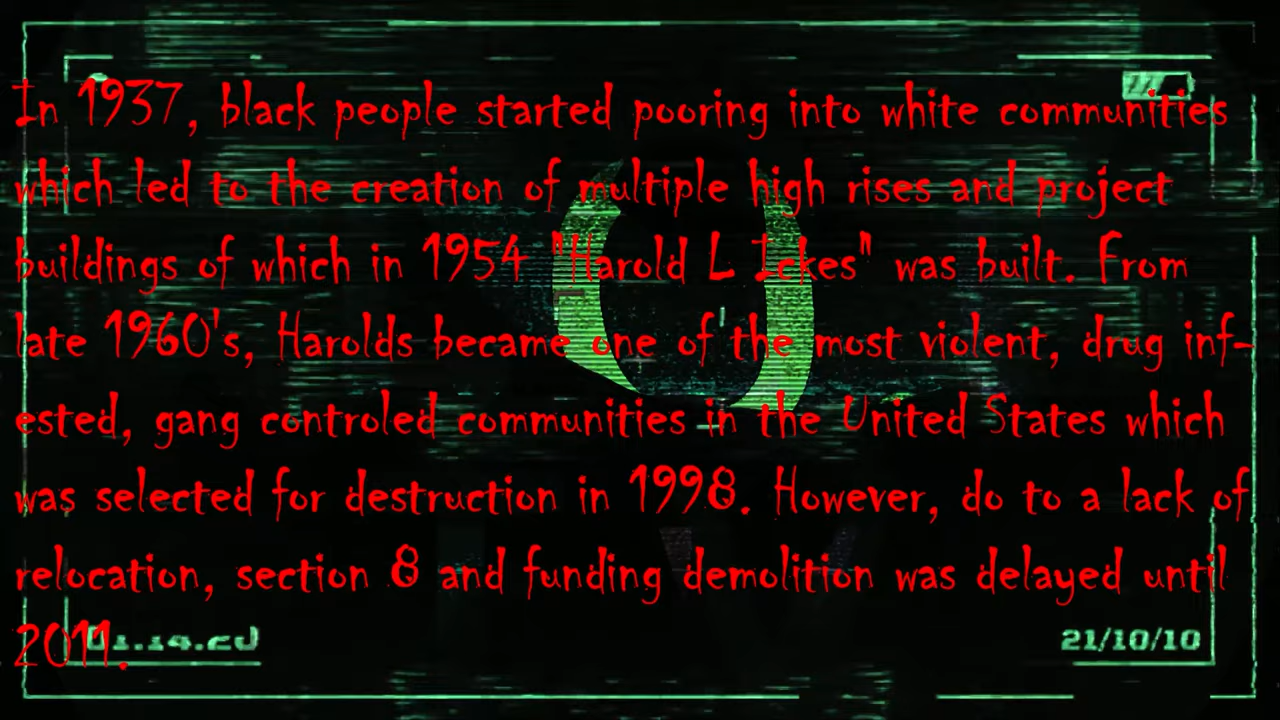 In 1937, black people started pooring into white communities
which led to the creation of multiple high rises and project
buildings of which in 1954 "Harold L Ickes" was built. From
late 1960's, Harolds became one of the most violent, drug inf-
ested, gang controled communities in the United States which
was selected for destruction in 1998. However, do to a lack of
relocation, section 8 and funding demolition was delayed until
2011.
21/10/10